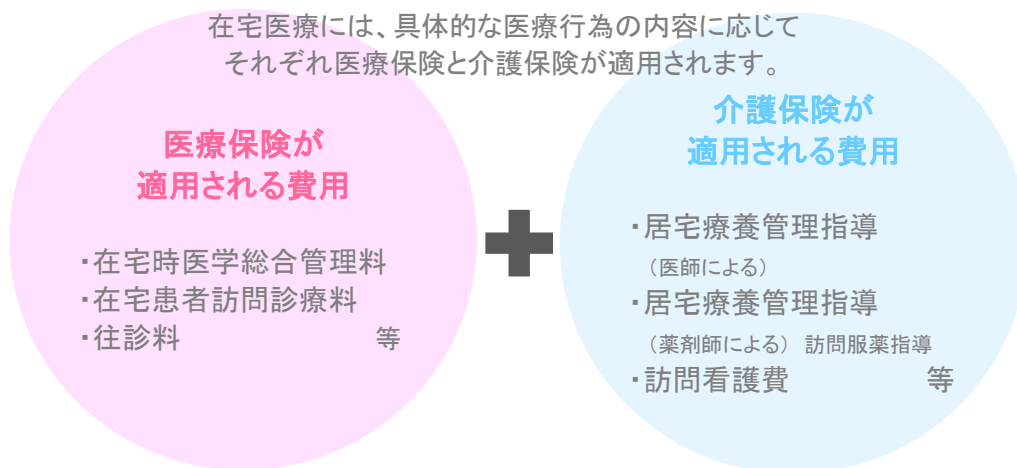 在宅医療には、具体的な医療行為の内容に応じて
それぞれ医療保険と介護保険が適用されます。
医療保険が
適用される費用
・在宅時医学総合管理料
・在宅患者訪問診療料
・往診料 等
介護保険が
適用される費用
・居宅療養管理指導
（医師による）
・居宅療養管理指導
（薬剤師による） 訪問服薬指導
・訪問看護費 等